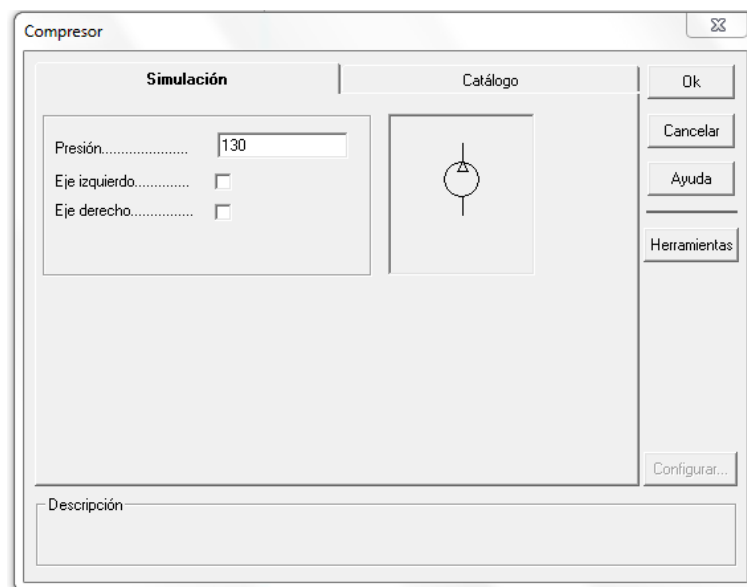 Compresor
Simulación
Catálogo
Ok
Presión......................
130
Cancelar
Eje izquierdo..............
Ayuda
Eje derecho................
Herramientas
Configurar...
Descripción